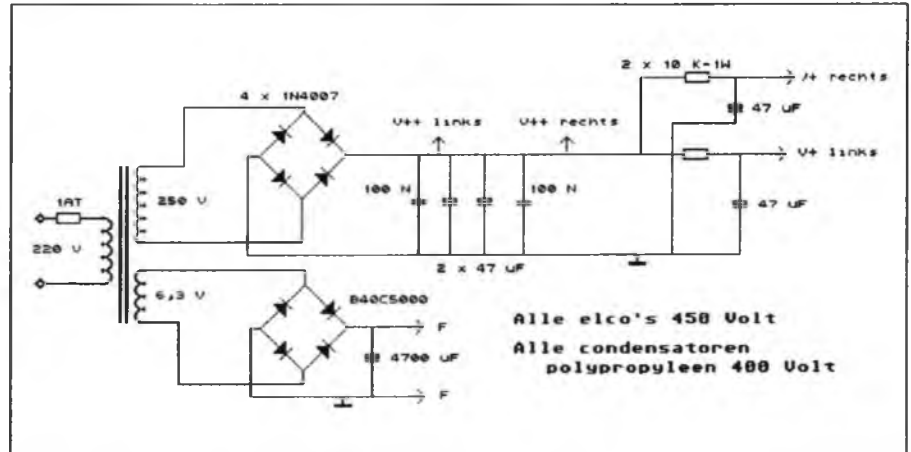 2 x 10 K-1W
/+ rechts
47 uF
4 x 1N4007
V++ links
V++ rechts
V+ links
100 N
100 N
47 uF
1AT
250 V
220 V
2 x 47 uF
6,3 V
B40C5000
F
4700 uF
F
Alle elco's 450 Volt
Alle condensatoren
polypropyleen 400 Volt